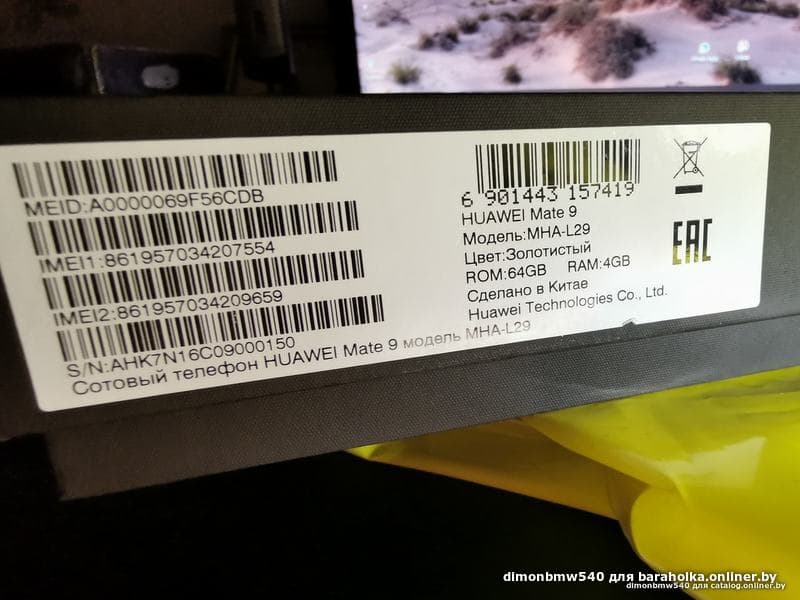 MEID:A0000069F56CDB
IMEI1:861957034207554
IMEI2:861957034209659
S/N:AHK7N16C09000150
Сотовый телефон HUAWEI Mate 9 модель MHA-L29
6 901443 157419
HUAWEI Mate 9
Модель:MHA-L29
Цвет:Золотистый
ROM:64GB RAM:4GB
Сделано в Китае
Huawei Technologies Co., Ltd.
EAC
dimonbmw540 для baraholka.onliner.by
dimonbmw540 для catalog.onliner.by